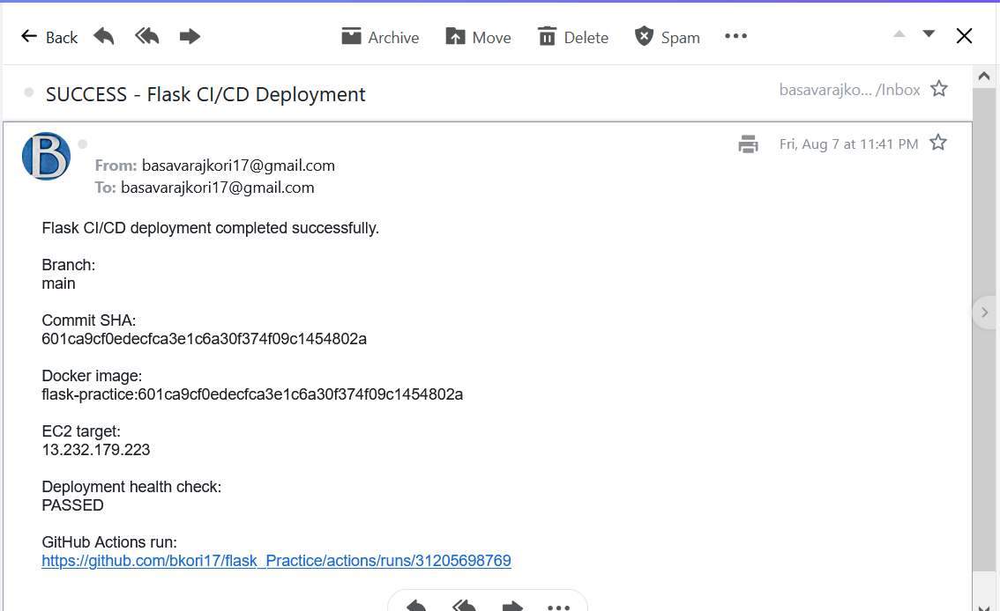 Back
Archive
Move
Delete
Spam
SUCCESS - Flask CI/CD Deployment
basavarajko... /Inbox
B
Fri, Aug 7 at 11:41 PM
From: basavarajkori17@gmail.com
To: basavarajkori17@gmail.com
Flask CI/CD deployment completed successfully.
Branch:
main
Commit SHA:
601ca9cf0edecfca3e1c6a30f374f09c1454802a
Docker image:
flask-practice:601ca9cf0edecfca3e1c6a30f374f09c1454802a
EC2 target:
13.232.179.223
Deployment health check:
PASSED
GitHub Actions run:
https://github.com/bkori17/flask_Practice/actions/runs/31205698769